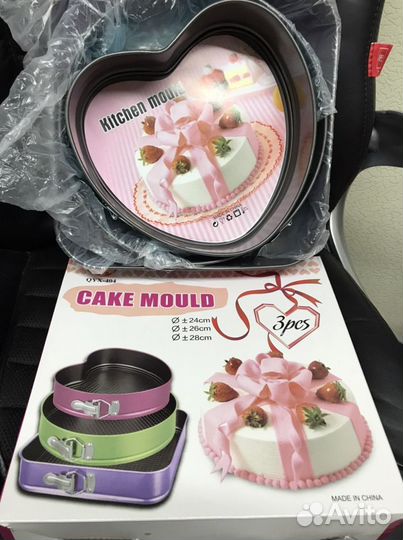 Kitchen mould
QYX-404
CAKE MOULD
Ø ± 24cm
Ø ± 26cm
Ø ± 28cm
3pcs
MADE IN CHINA
Avito